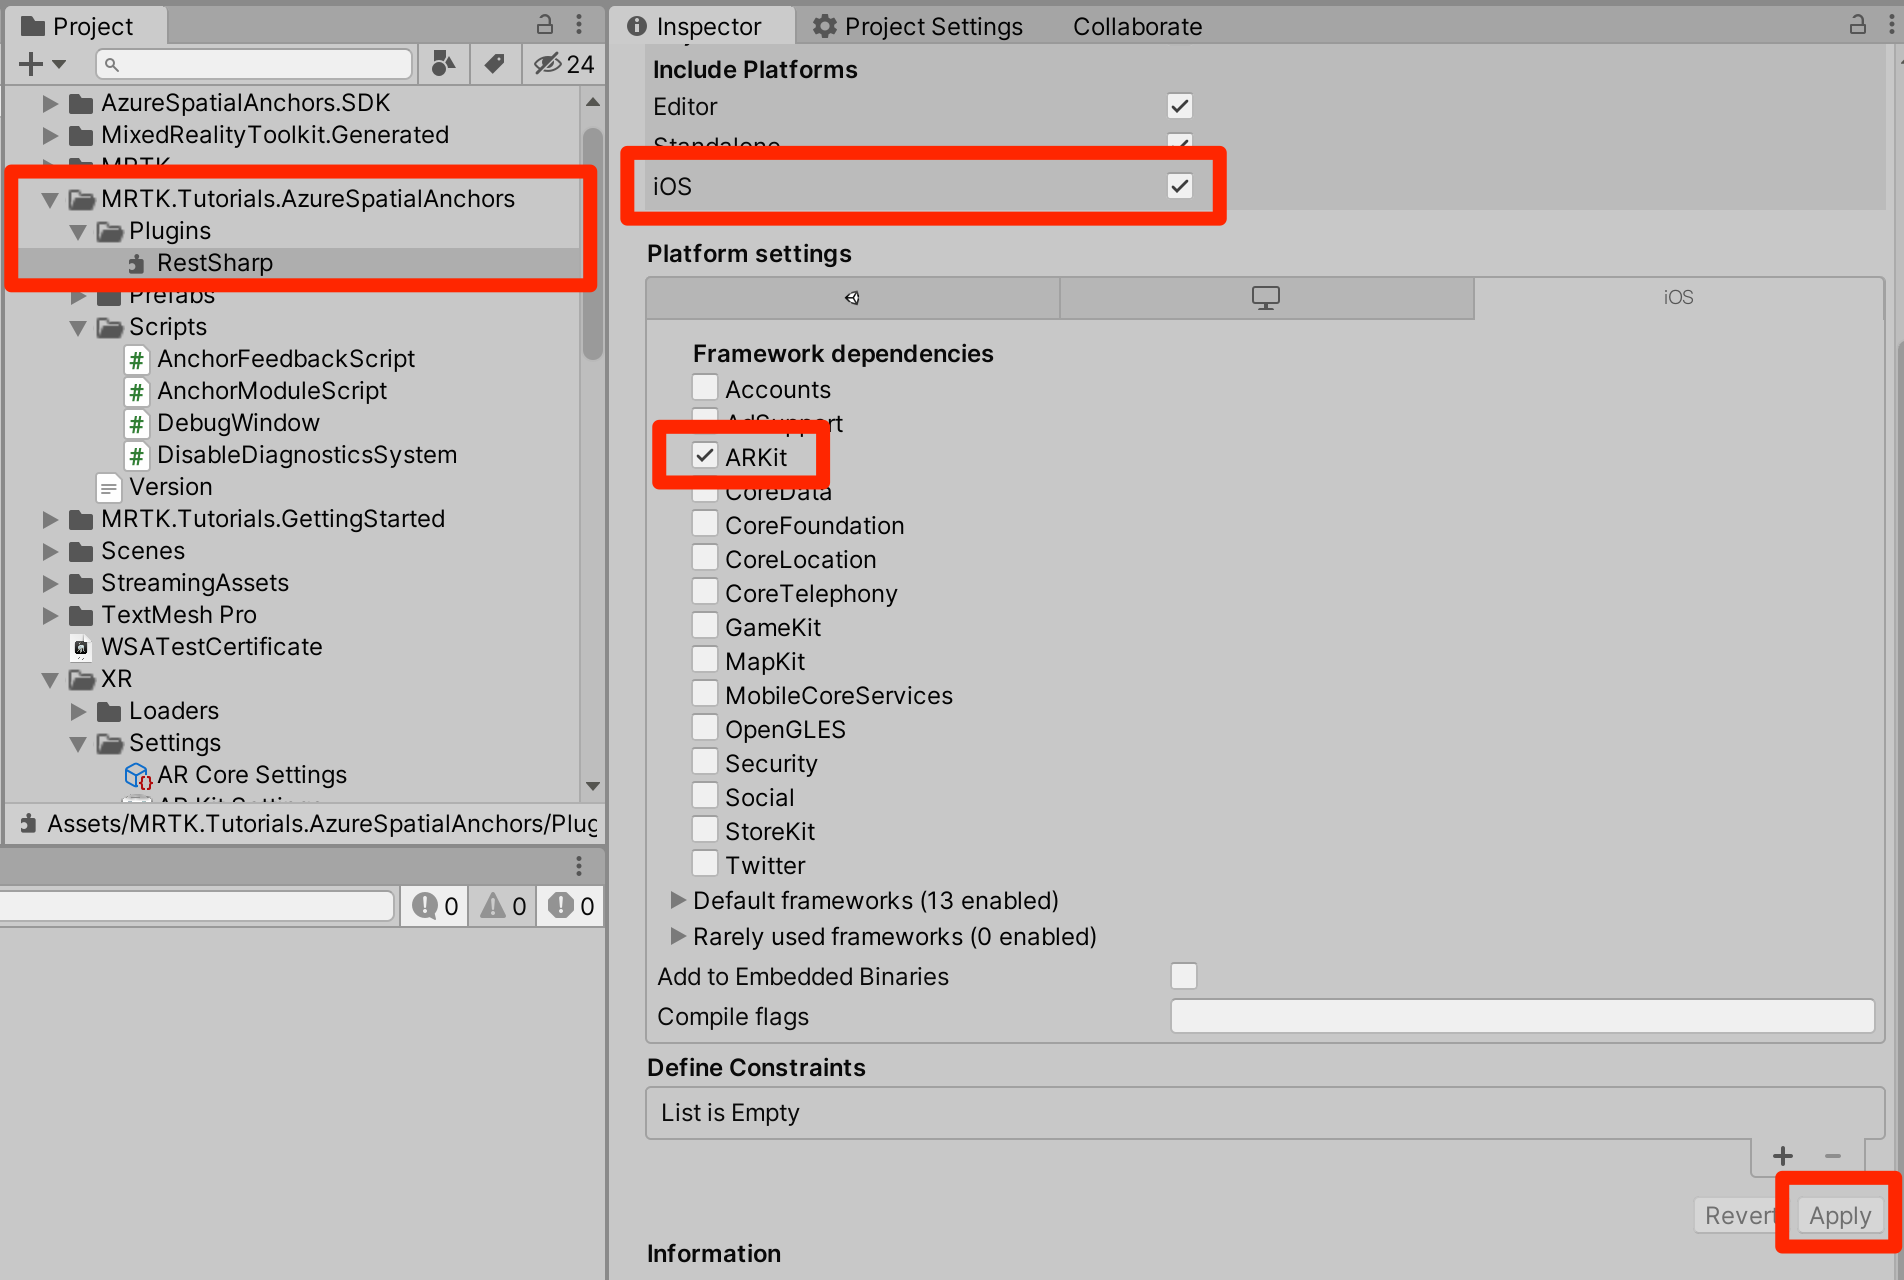 Project
24
AzureSpatialAnchors.SDK
MixedRealityToolkit.Generated
MRTK
MRTK.Tutorials.AzureSpatialAnchors
Plugins
RestSharp
Prefabs
Scripts
AnchorFeedbackScript
AnchorModuleScript
DebugWindow
DisableDiagnosticsSystem
Version
MRTK.Tutorials.GettingStarted
Scenes
StreamingAssets
TextMesh Pro
WSATestCertificate
XR
Loaders
Settings
AR Core Settings
AR Kit Settings
Assets/MRTK.Tutorials.AzureSpatialAnchors/Plug
0 0 0
Inspector Project Settings Collaborate
Include Platforms
Editor
Standalone
iOS
Platform settings
iOS
Framework dependencies
Accounts
AdSupport
ARKit
CoreData
CoreFoundation
CoreLocation
CoreTelephony
GameKit
MapKit
MobileCoreServices
OpenGLES
Security
Social
StoreKit
Twitter
Default frameworks (13 enabled)
Rarely used frameworks (0 enabled)
Add to Embedded Binaries
Compile flags
Define Constraints
List is Empty
Revert Apply
Information